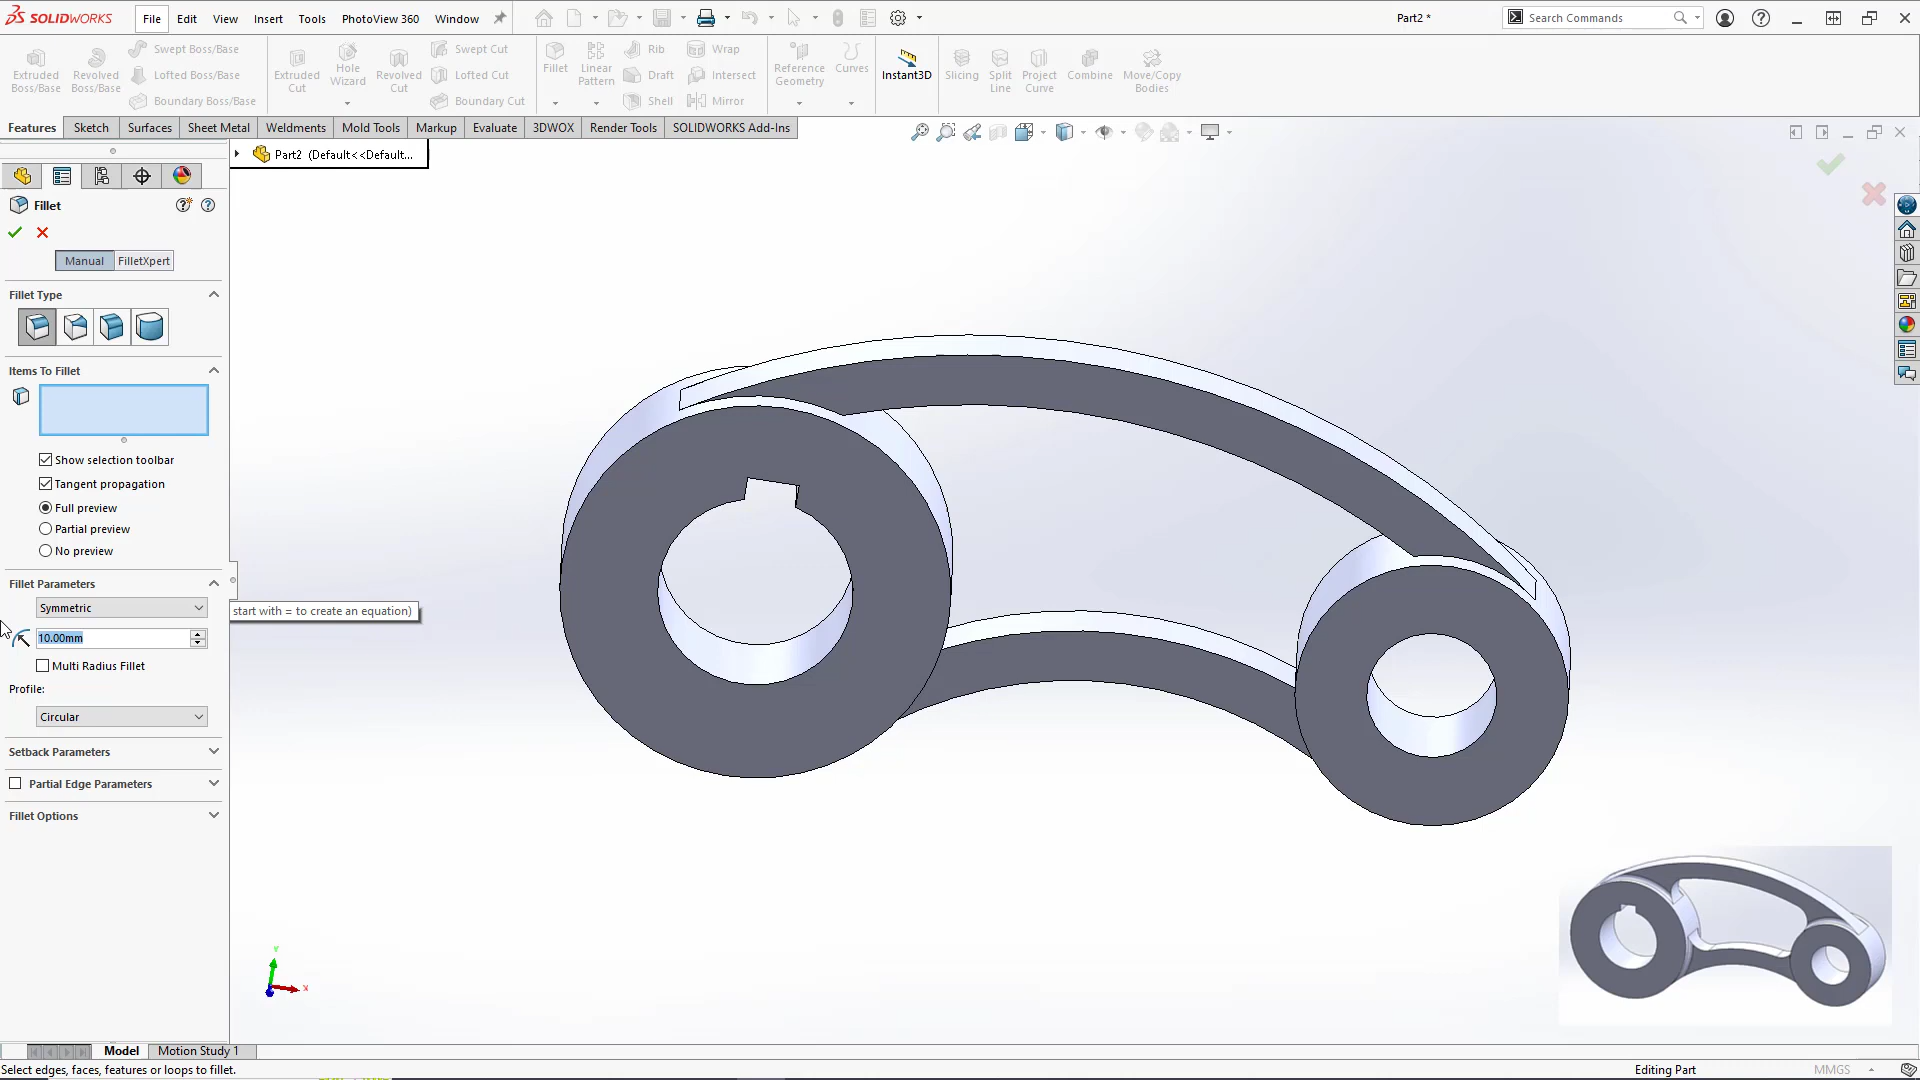 SOLIDWORKS
File
Edit
View
Insert
Tools
PhotoView 360
Window
Part2 *
Search Commands
Extruded Boss/Base
Revolved Boss/Base
Swept Boss/Base
Lofted Boss/Base
Boundary Boss/Base
Extruded Cut
Hole Wizard
Revolved Cut
Swept Cut
Lofted Cut
Boundary Cut
Fillet
Linear Pattern
Rib
Draft
Shell
Wrap
Intersect
Mirror
Reference Geometry
Curves
Instant3D
Slicing
Split Line
Project Curve
Combine
Move/Copy Bodies
Features
Sketch
Surfaces
Sheet Metal
Weldments
Mold Tools
Markup
Evaluate
3DWOX
Render Tools
SOLIDWORKS Add-Ins
Part2 (Default<<Default...
Fillet
Manual
FilletXpert
Fillet Type
Items To Fillet
Show selection toolbar
Tangent propagation
Full preview
Partial preview
No preview
Fillet Parameters
Symmetric
start with = to create an equation)
10.00mm
Multi Radius Fillet
Profile:
Circular
Setback Parameters
Partial Edge Parameters
Fillet Options
Y
X
Model
Motion Study 1
Select edges, faces, features or loops to fillet.
Editing Part
MMGS